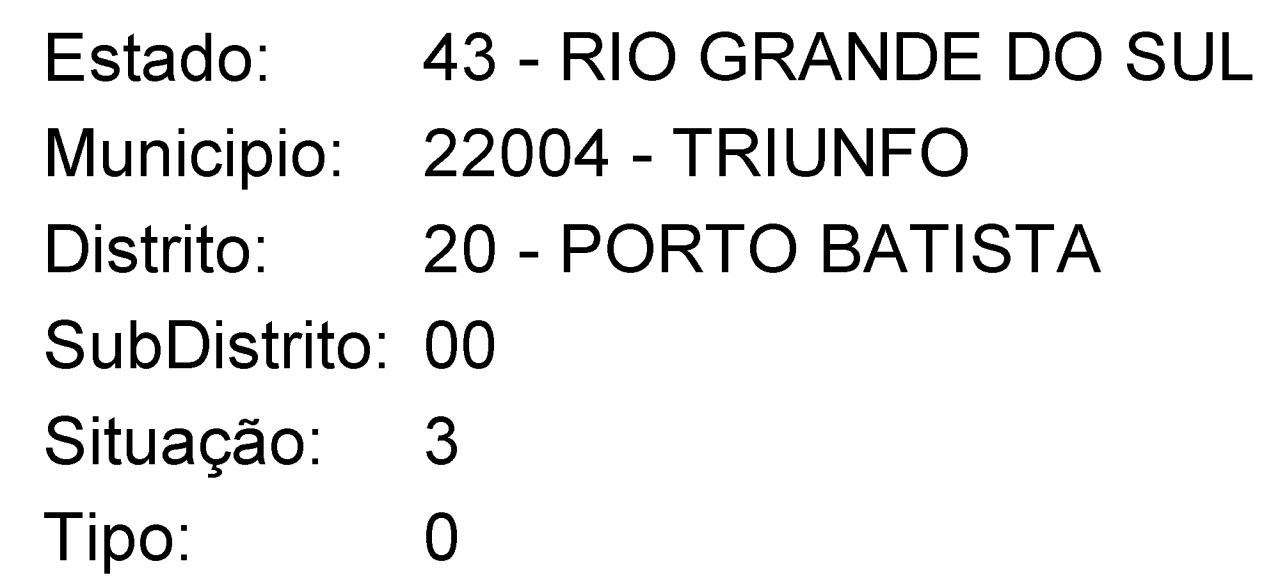 Estado: 43 - RIO GRANDE DO SUL
Municipio: 22004 - TRIUNFO
Distrito: 20 - PORTO BATISTA
SubDistrito: 00
Situação: 3
Tipo: 0